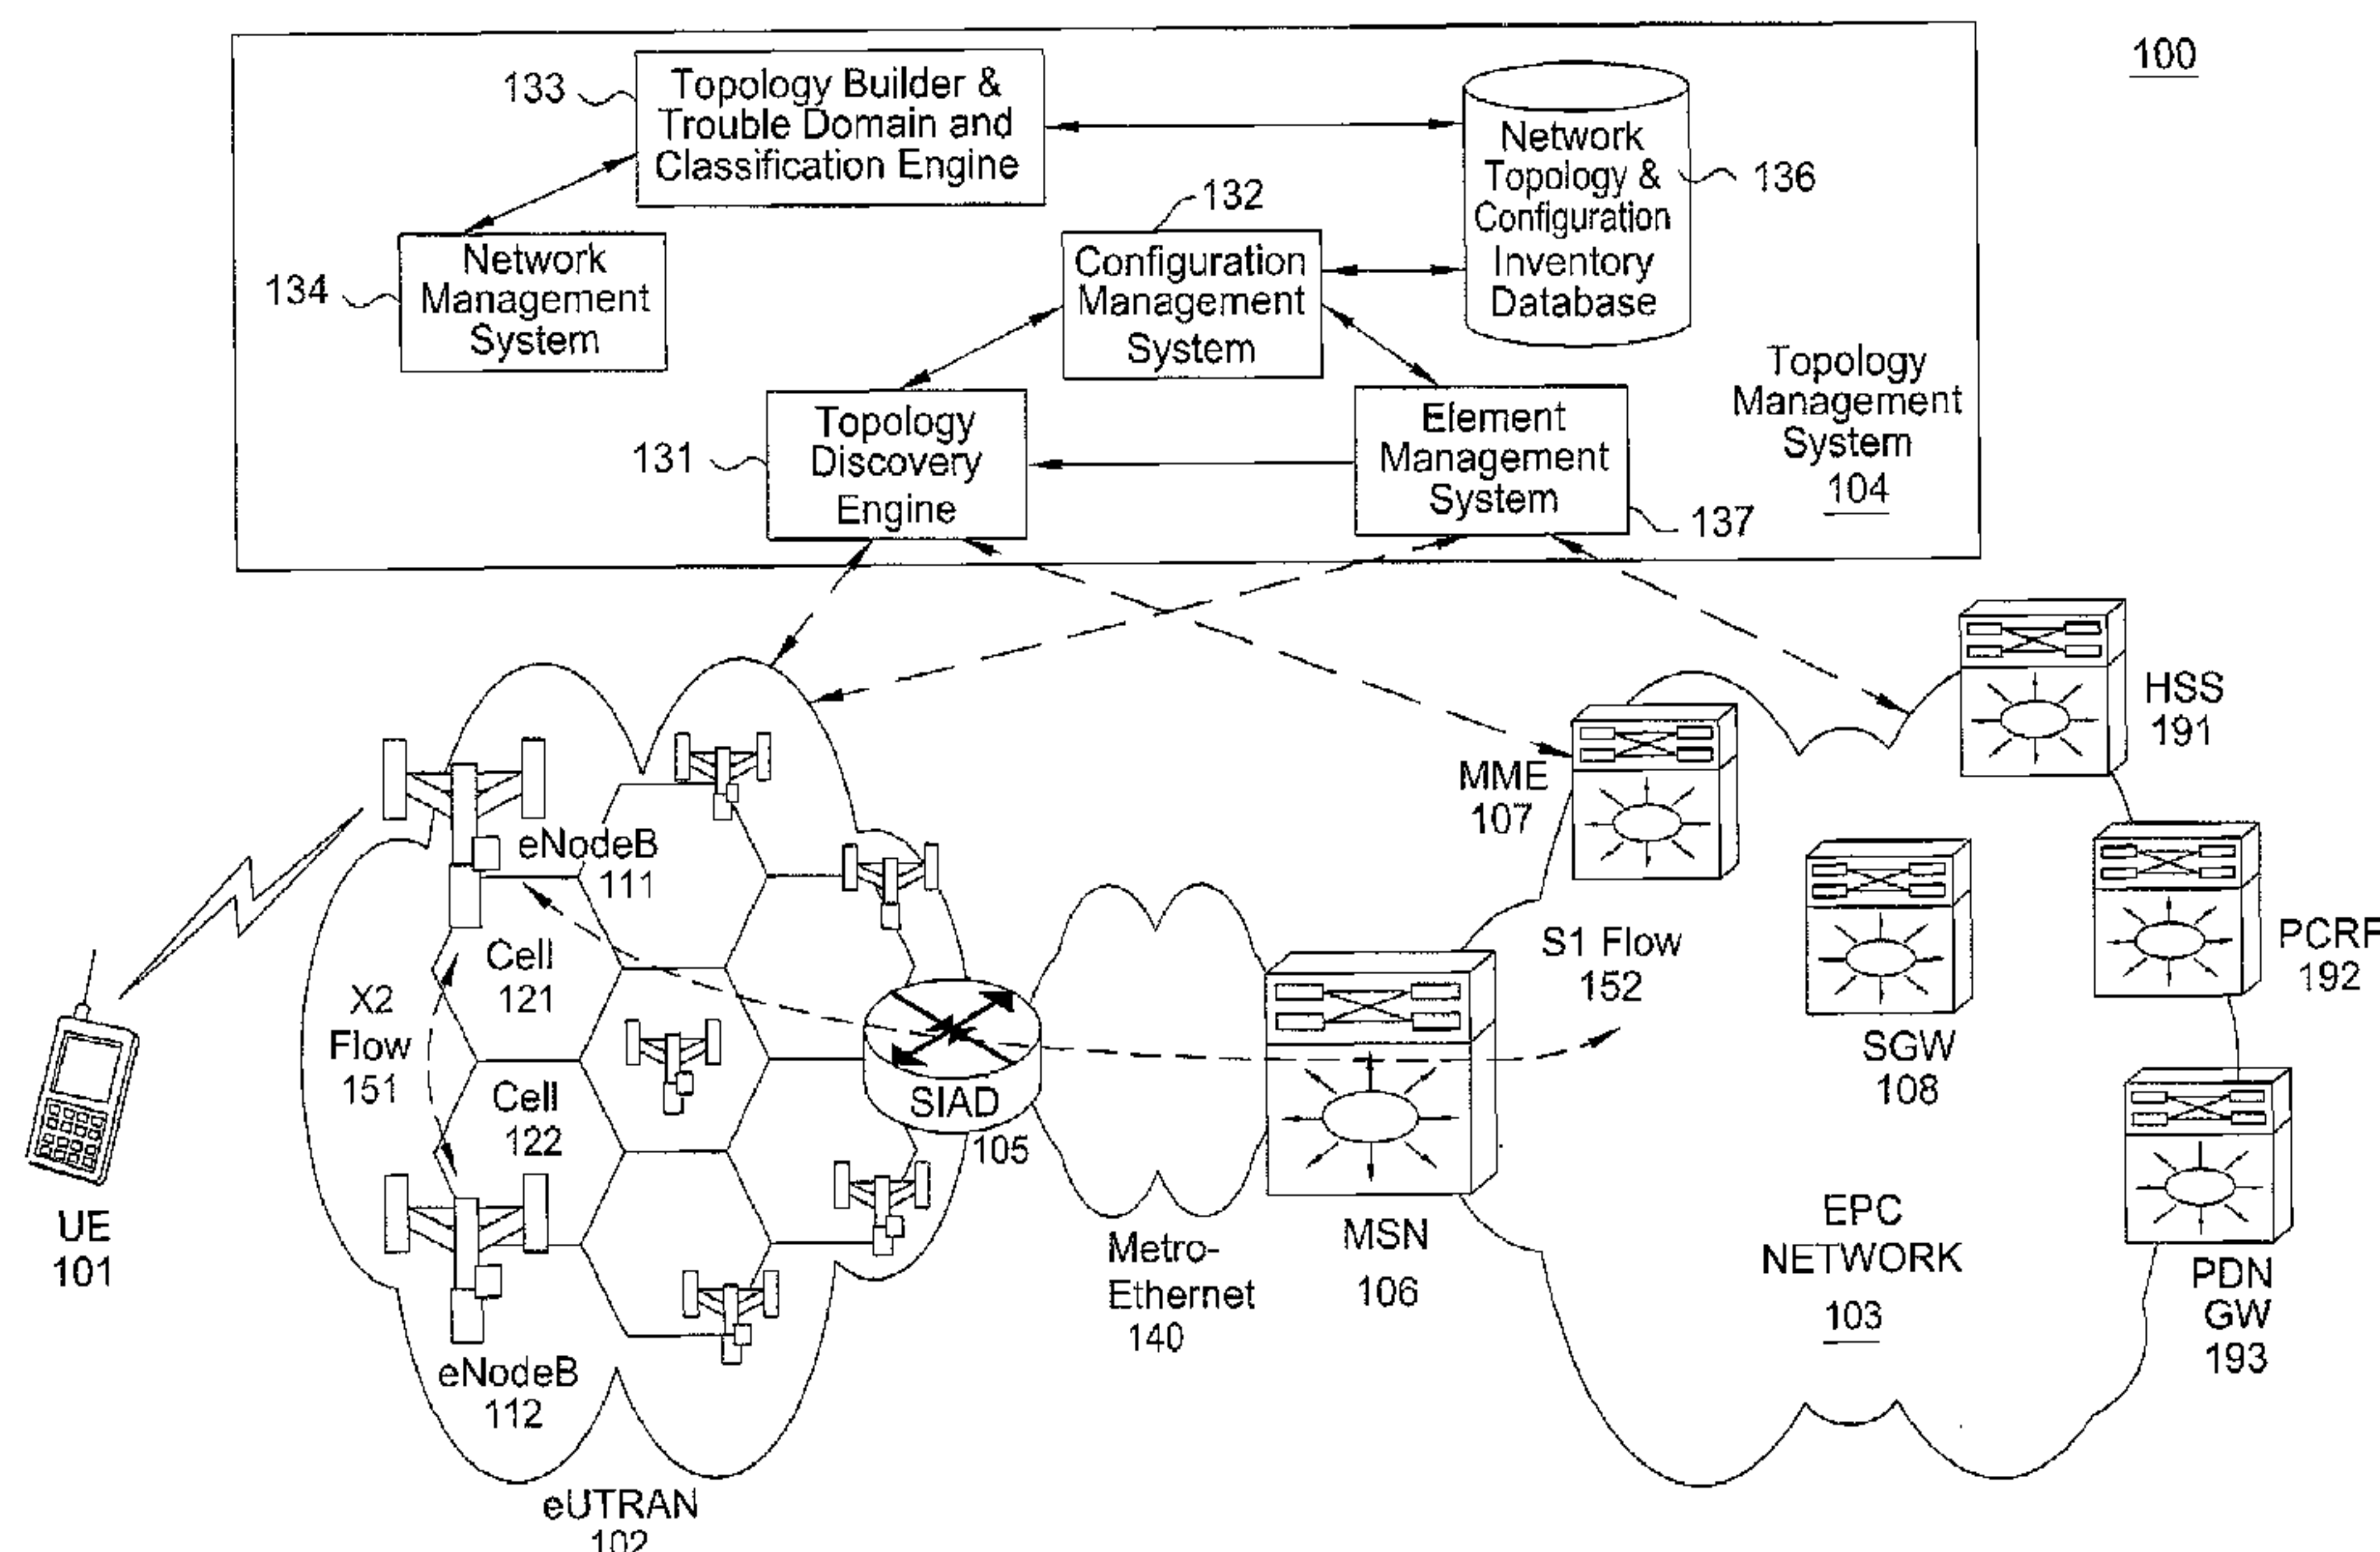 100
133
Topology Builder &
Trouble Domain and
Classification Engine
Network
Topology &
Configuration
Inventory
Database
136
132
134
Network
Management
System
Configuration
Management
System
Topology
Management
System
104
131
Topology
Discovery
Engine
Element
Management
System
137
HSS
191
MME
107
eNodeB
111
PCRF
192
S1 Flow
152
Cell
121
X2
Flow
151
SGW
108
Cell
122
SIAD
105
UE
101
Metro-
Ethernet
140
MSN
106
EPC
NETWORK
103
PDN
GW
193
eNodeB
112
eUTRAN
102